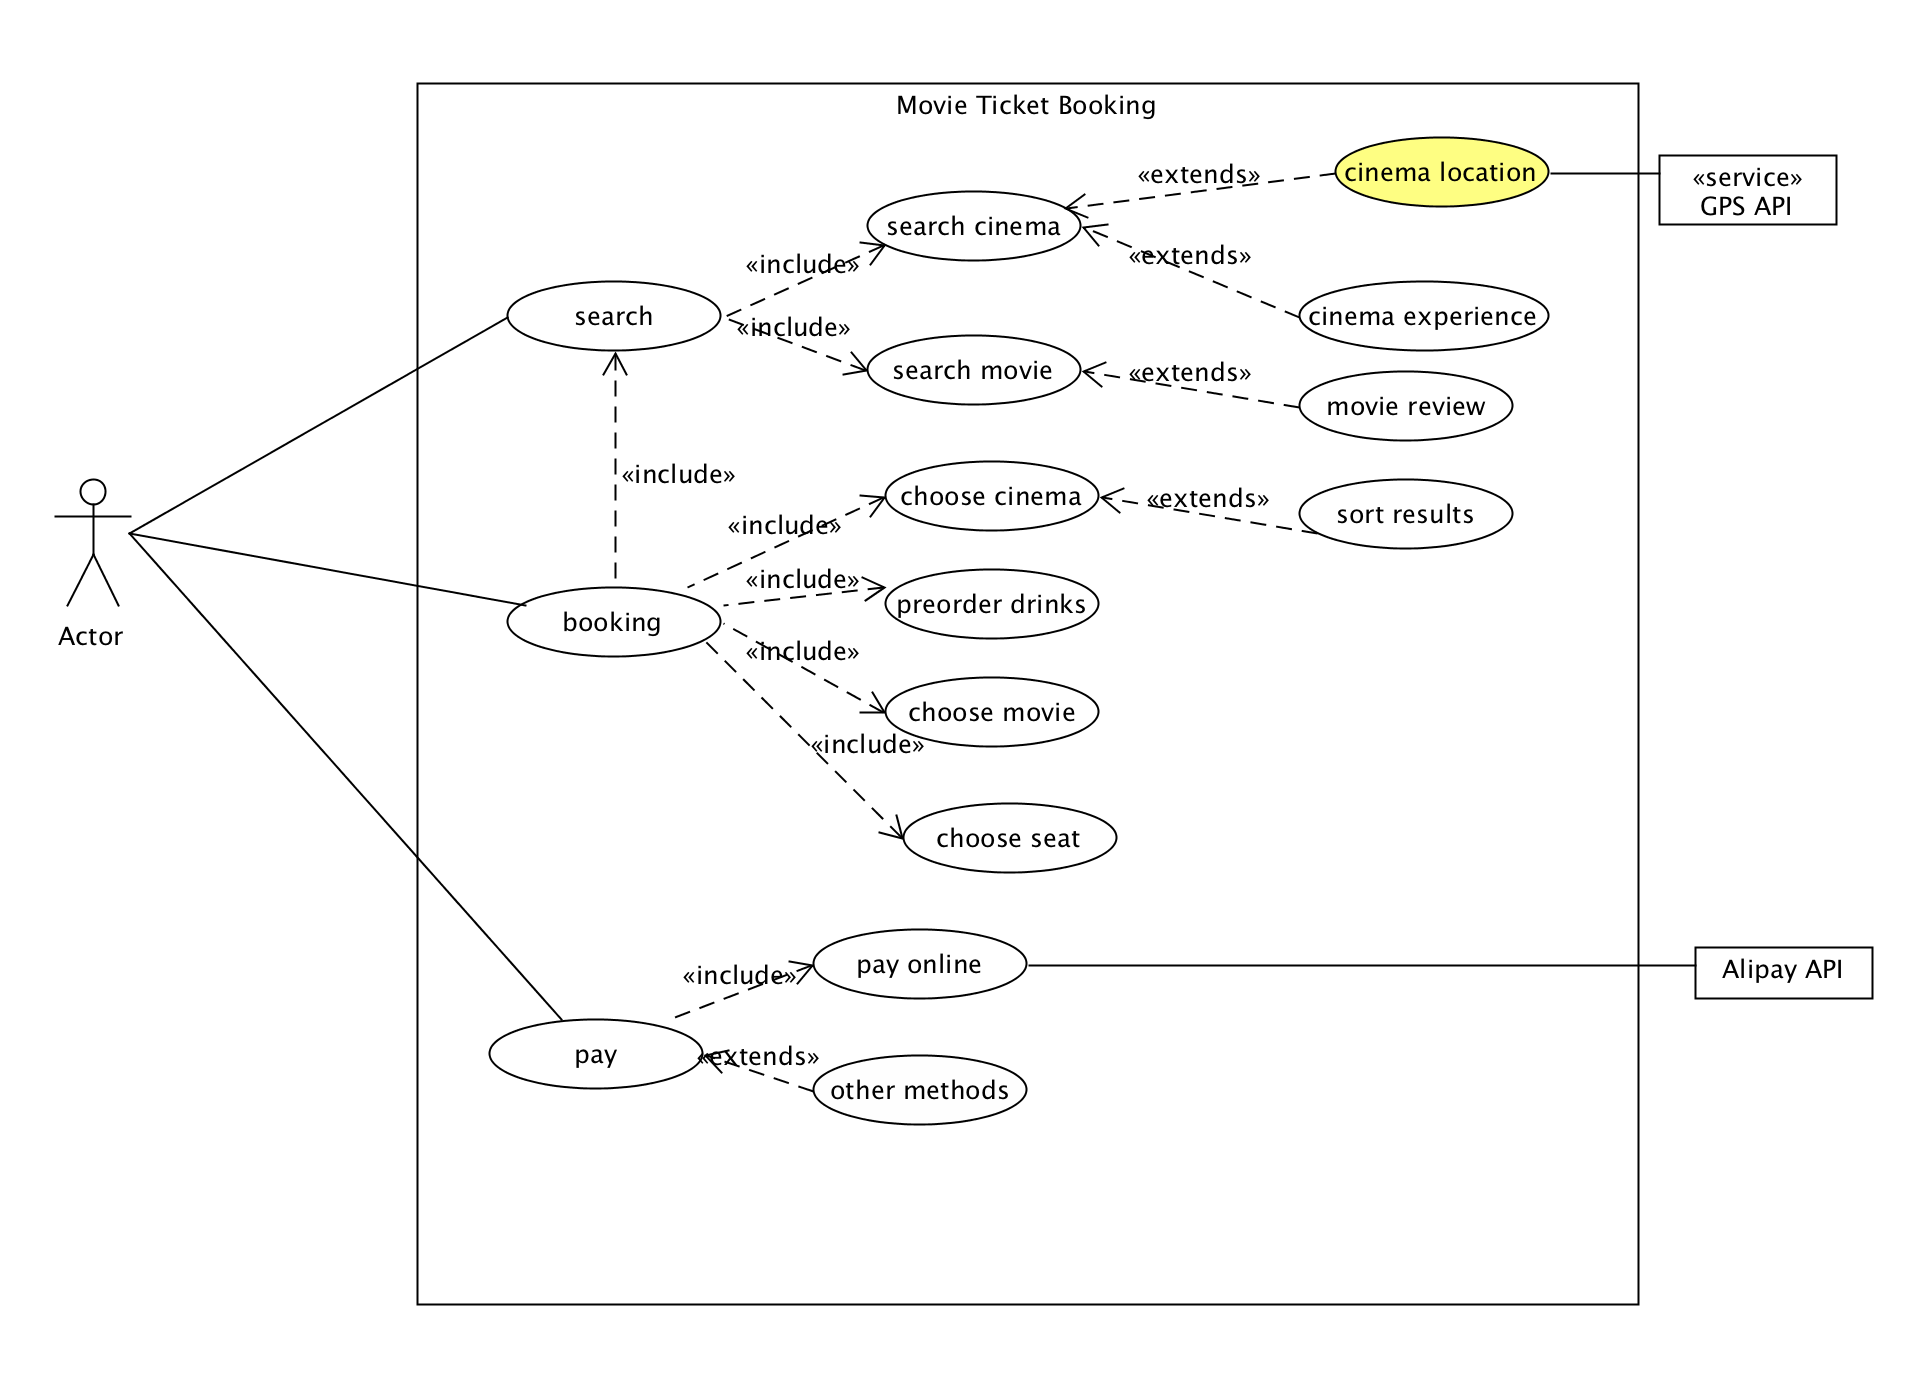 Movie Ticket Booking
«extends»
cinema location
«service»
GPS API
search cinema
«include»
«extends»
search
cinema experience
«include»
search movie
«extends»
movie review
«include»
choose cinema
«extends»
sort results
«include»
«include»
preorder drinks
booking
Actor
«include»
choose movie
«include»
choose seat
pay online
Alipay API
«include»
pay
«extends»
other methods